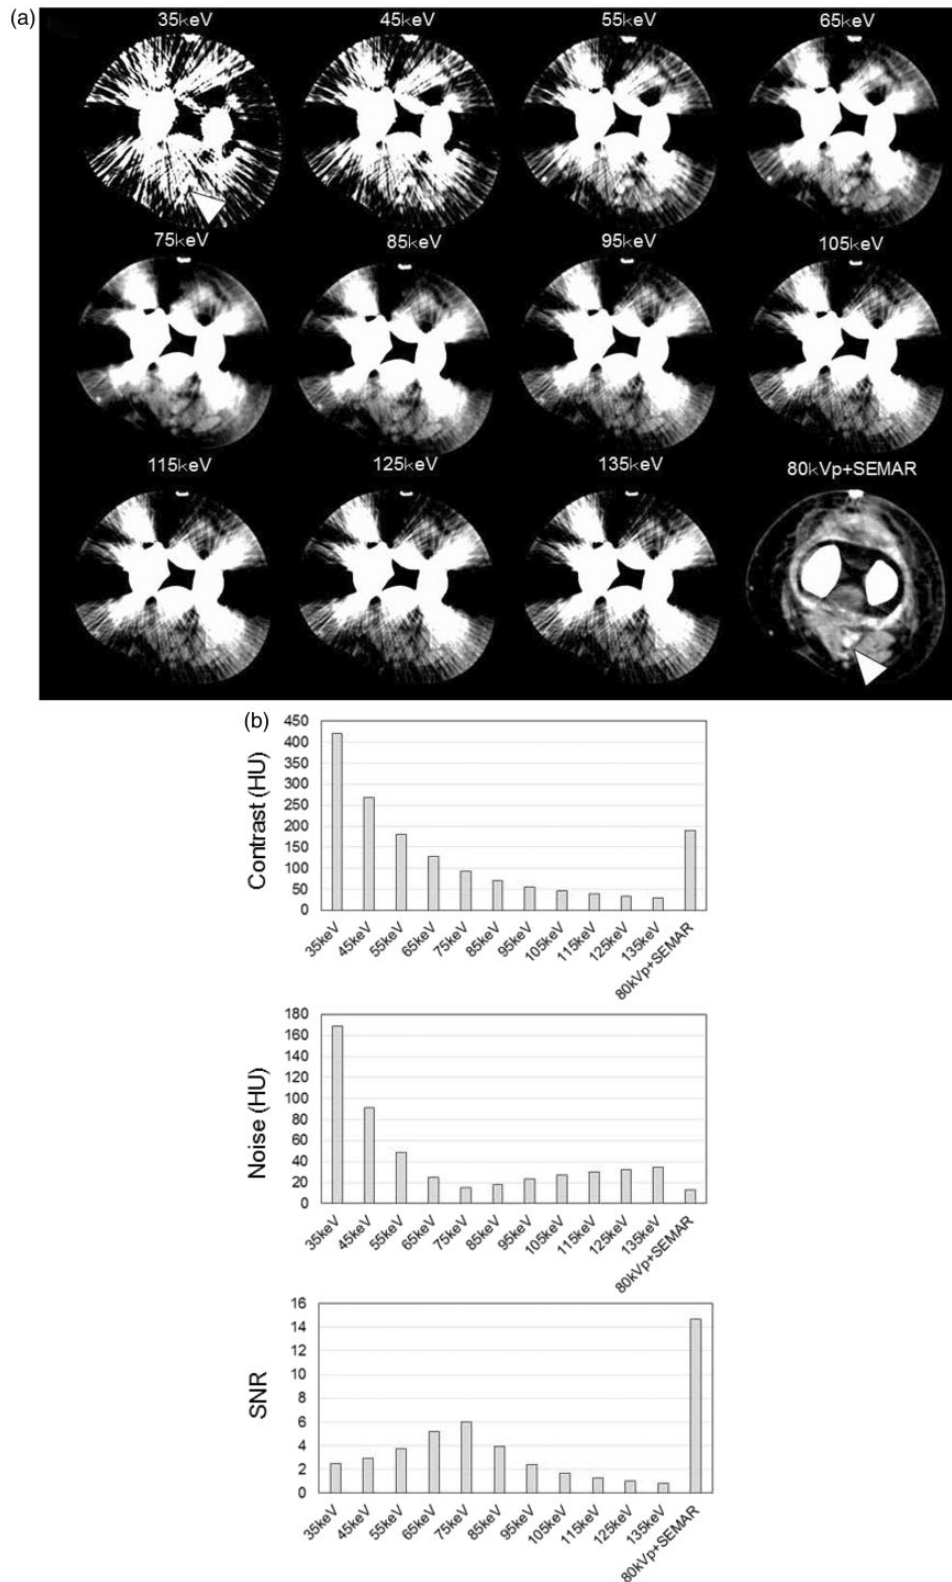 (a)
35keV 45keV 55keV 65keV
75keV 85keV 95keV 105keV
115keV 125keV 135keV 80kVp+SEMAR
(b)
Contrast (HU)
450
400
350
300
250
200
150
100
50
0
35keV 45keV 55keV 65keV 75keV 85keV 95keV 105keV 115keV 125keV 135keV 80kVp+SEMAR
Noise (HU)
180
160
140
120
100
80
60
40
20
0
35keV 45keV 55keV 65keV 75keV 85keV 95keV 105keV 115keV 125keV 135keV 80kVp+SEMAR
SNR
16
14
12
10
8
6
4
2
0
35keV 45keV 55keV 65keV 75keV 85keV 95keV 105keV 115keV 125keV 135keV 80kVp+SEMAR